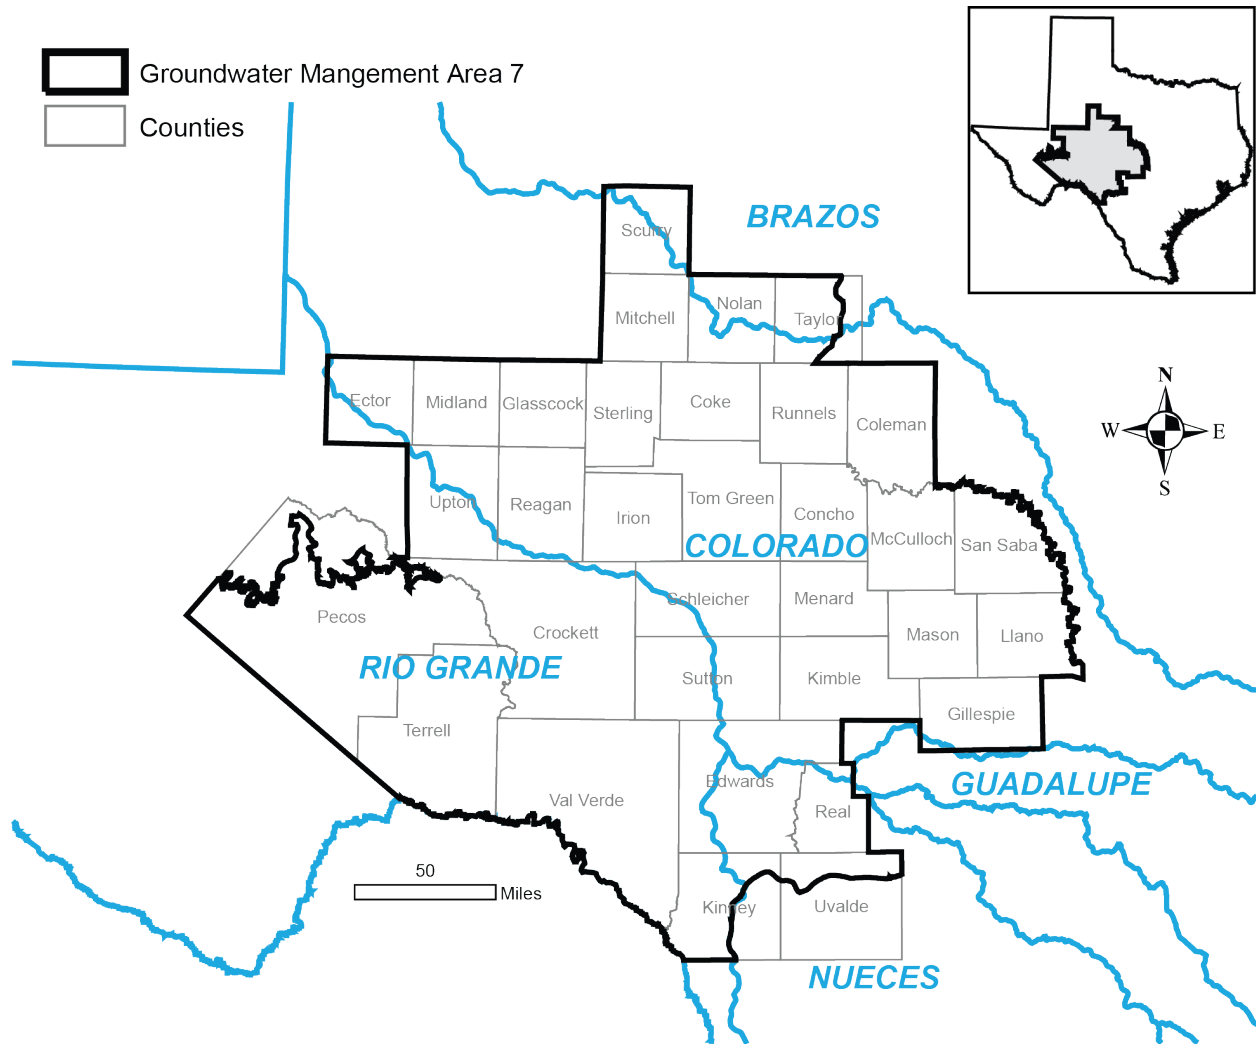 Groundwater Mangement Area 7
Counties
BRAZOS
Scurry
Nolan
Mitchell
Taylor
N
W
E
S
Ector
Midland
Glasscock
Sterling
Coke
Runnels
Coleman
Upton
Reagan
Irion
Tom Green
Concho
COLORADO
McCulloch
San Saba
Pecos
Crockett
Schleicher
Menard
Mason
Llano
RIO GRANDE
Sutton
Kimble
Gillespie
Terrell
Val Verde
Edwards
Real
GUADALUPE
50
Miles
Kinney
Uvalde
NUECES